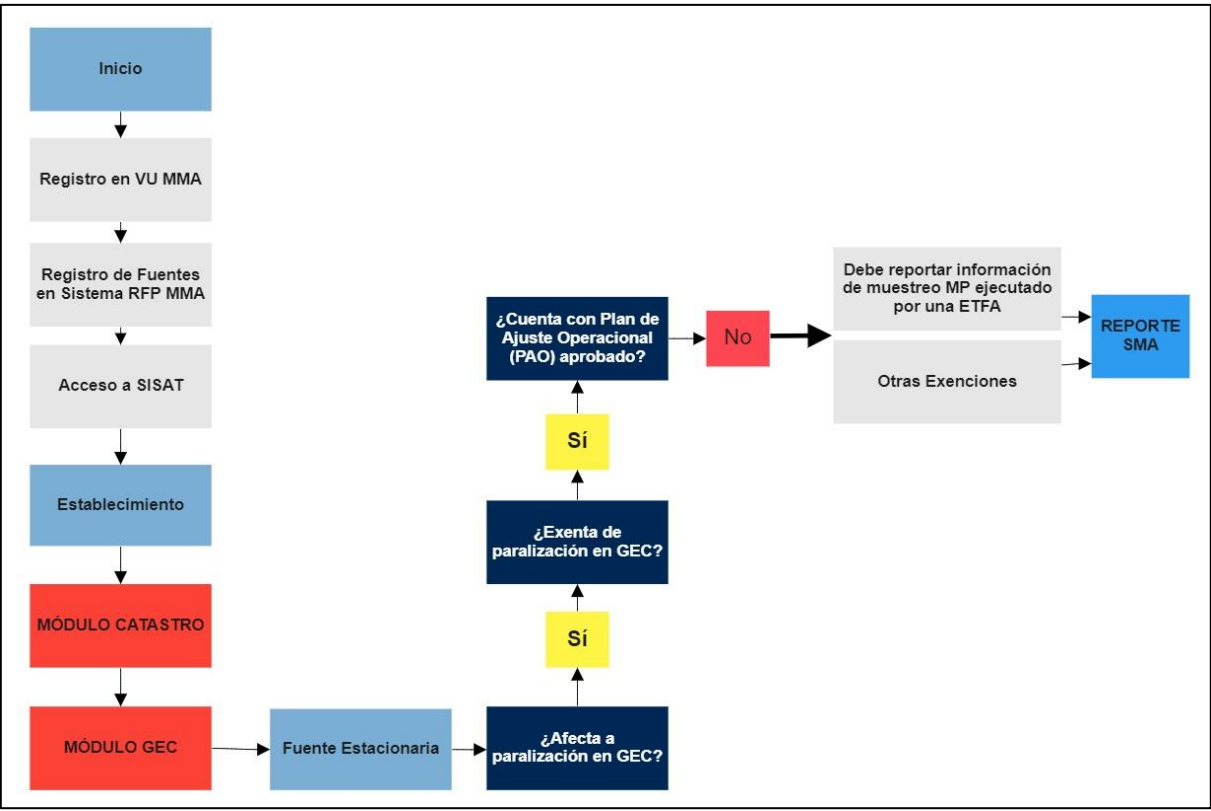 Inicio
Registro en VU MMA
Registro de Fuentes
en Sistema RFP MMA
Acceso a SISAT
Establecimiento
MÓDULO CATASTRO
MÓDULO GEC
Fuente Estacionaria
¿Afecta a
paralización en GEC?
Sí
¿Exenta de
paralización en GEC?
Sí
¿Cuenta con Plan de
Ajuste Operacional
(PAO) aprobado?
No
Debe reportar información
de muestreo MP ejecutado
por una ETFA
Otras Exenciones
REPORTE
SMA